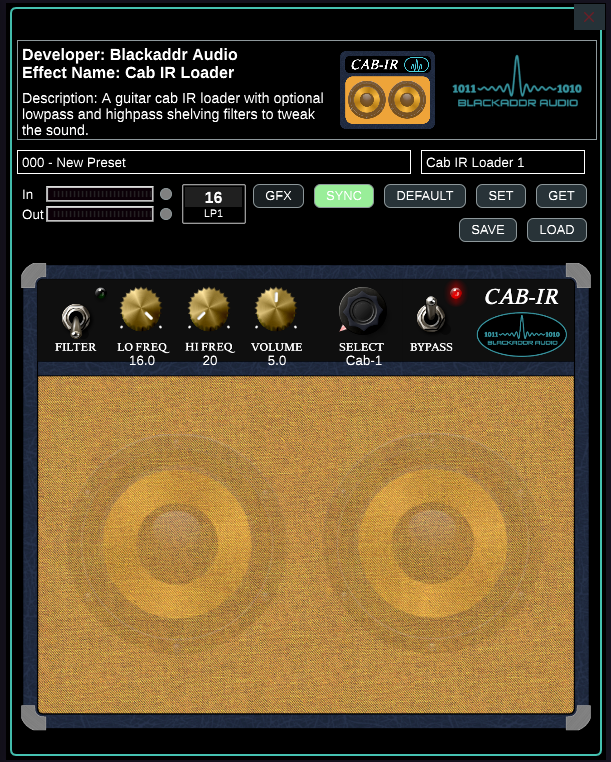 Developer: Blackaddr Audio
Effect Name: Cab IR Loader
Description: A guitar cab IR loader with optional
lowpass and highpass shelving filters to tweak
the sound.
CAB-IR
1011 1010
BLACKADDR AUDIO
000 - New Preset
Cab IR Loader 1
In
Out
16
LP1
GFX
SYNC
DEFAULT
SET
GET
SAVE
LOAD
FILTER
LO FREQ
16.0
HI FREQ
20
VOLUME
5.0
SELECT
Cab-1
BYPASS
CAB-IR
1011 1010
BLACKADDR AUDIO